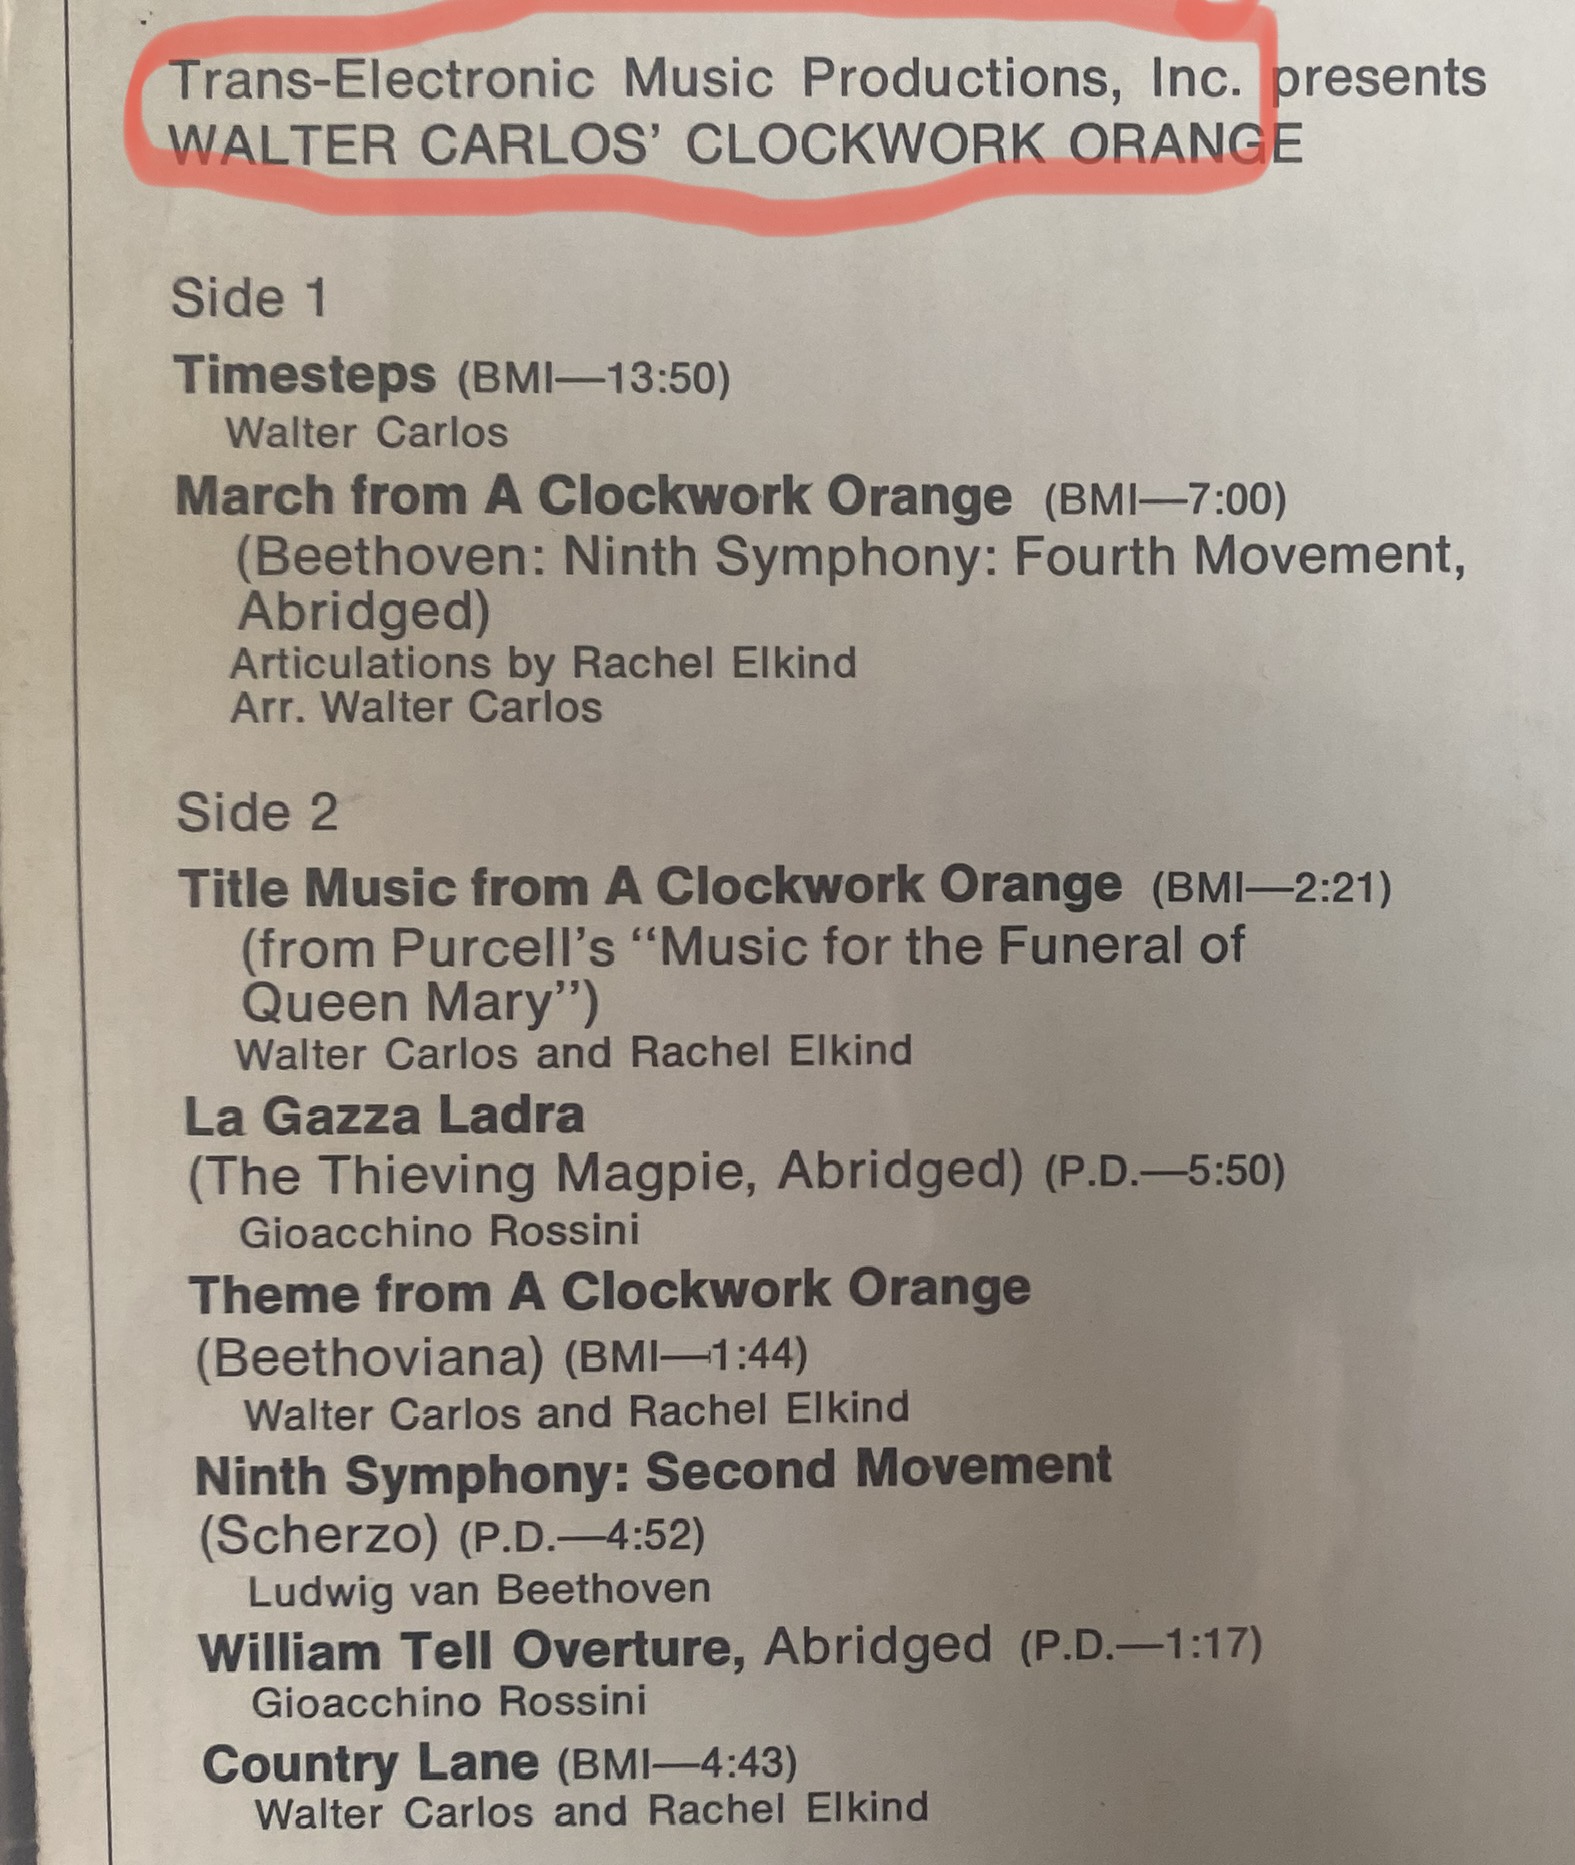 Trans-Electronic Music Productions, Inc. presents
WALTER CARLOS’ CLOCKWORK ORANGE
Side 1
Timesteps (BMI—13:50)
Walter Carlos
March from A Clockwork Orange (BMI—7:00)
(Beethoven: Ninth Symphony: Fourth Movement,
Abridged)
Articulations by Rachel Elkind
Arr. Walter Carlos
Side 2
Title Music from A Clockwork Orange (BMI—2:21)
(from Purcell’s “Music for the Funeral of
Queen Mary”)
Walter Carlos and Rachel Elkind
La Gazza Ladra
(The Thieving Magpie, Abridged) (P.D.—5:50)
Gioacchino Rossini
Theme from A Clockwork Orange
(Beethoviana) (BMI—1:44)
Walter Carlos and Rachel Elkind
Ninth Symphony: Second Movement
(Scherzo) (P.D.—4:52)
Ludwig van Beethoven
William Tell Overture, Abridged (P.D.—1:17)
Gioacchino Rossini
Country Lane (BMI—4:43)
Walter Carlos and Rachel Elkind